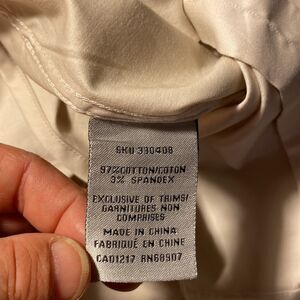 SKU 330408
97% COTTON/COTON
3% SPANDEX
EXCLUSIVE OF TRIMS/
GARNITURES NON
COMPRISES
MADE IN CHINA
FABRIQUÉ EN CHINE
CA01217 RN68907